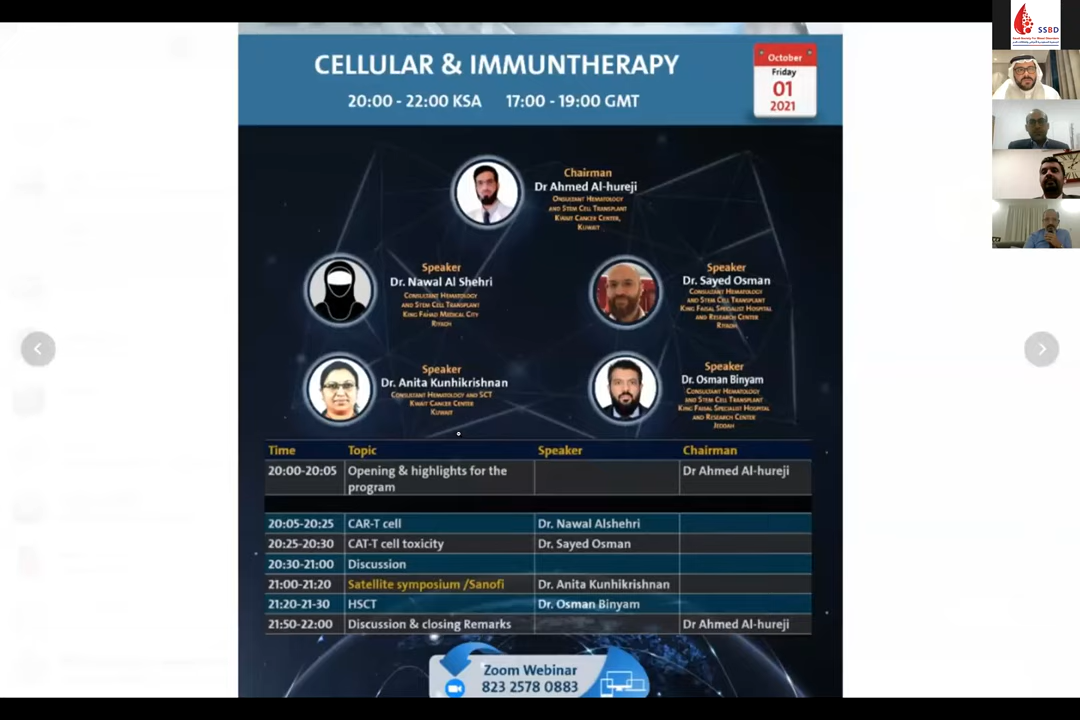 CELLULAR & IMMUNTHERAPY
20:00 - 22:00 KSA 17:00 - 19:00 GMT
October
Friday
01
2021
SSBD
Chairman
Dr Ahmed Al-hureji
Onsultant Hematology
and Stem Cell Transplant
Kwait Cancer Center,
Kuwait
Speaker
Dr. Nawal Al Shehri
Consultant Hematology
and Stem Cell Transplant
King Fahad Medical City
Riyadh
Speaker
Dr. Sayed Osman
Consultant Hematology
and Stem Cell Transplant
King Faisal Specialist Hospital
and Research Center
Riyadh
Speaker
Dr. Anita Kunhikrishnan
Consultant Hematology and SCT
Kwait Cancer Center
Kuwait
Speaker
Dr. Osman Binyam
Consultant Hematology
and Stem Cell Transplant
King Faisal Specialist Hospital
and Research Center
Jeddah
Time Topic Speaker Chairman
20:00-20:05 Opening & highlights for the program Dr Ahmed Al-hureji
20:05-20:25 CAR-T cell Dr. Nawal Alshehri
20:25-20:30 CAT-T cell toxicity Dr. Sayed Osman
20:30-21:00 Discussion
21:00-21:20 Satellite symposium /Sanofi Dr. Anita Kunhikrishnan
21:20-21-30 HSCT Dr. Osman Binyam
21:50-22:00 Discussion & closing Remarks Dr Ahmed Al-hureji
Zoom Webinar
823 2578 0883